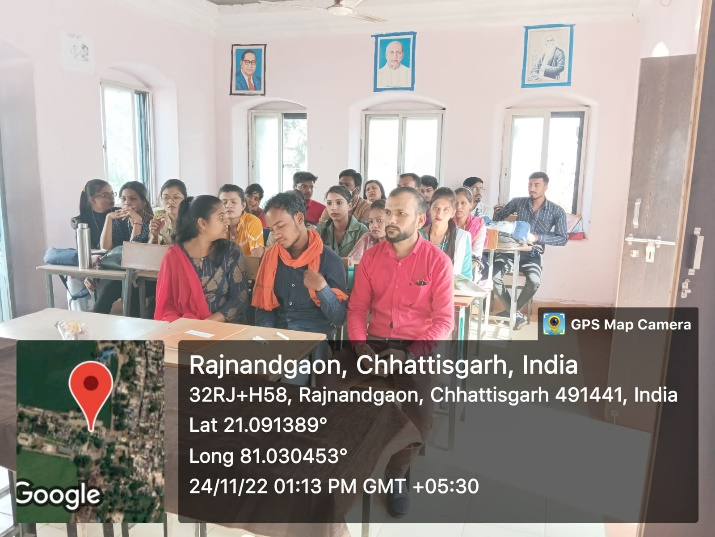 GPS Map Camera
Rajnandgaon, Chhattisgarh, India
32RJ+H58, Rajnandgaon, Chhattisgarh 491441, India
Lat 21.091389°
Long 81.030453°
24/11/22 01:13 PM GMT +05:30
Google